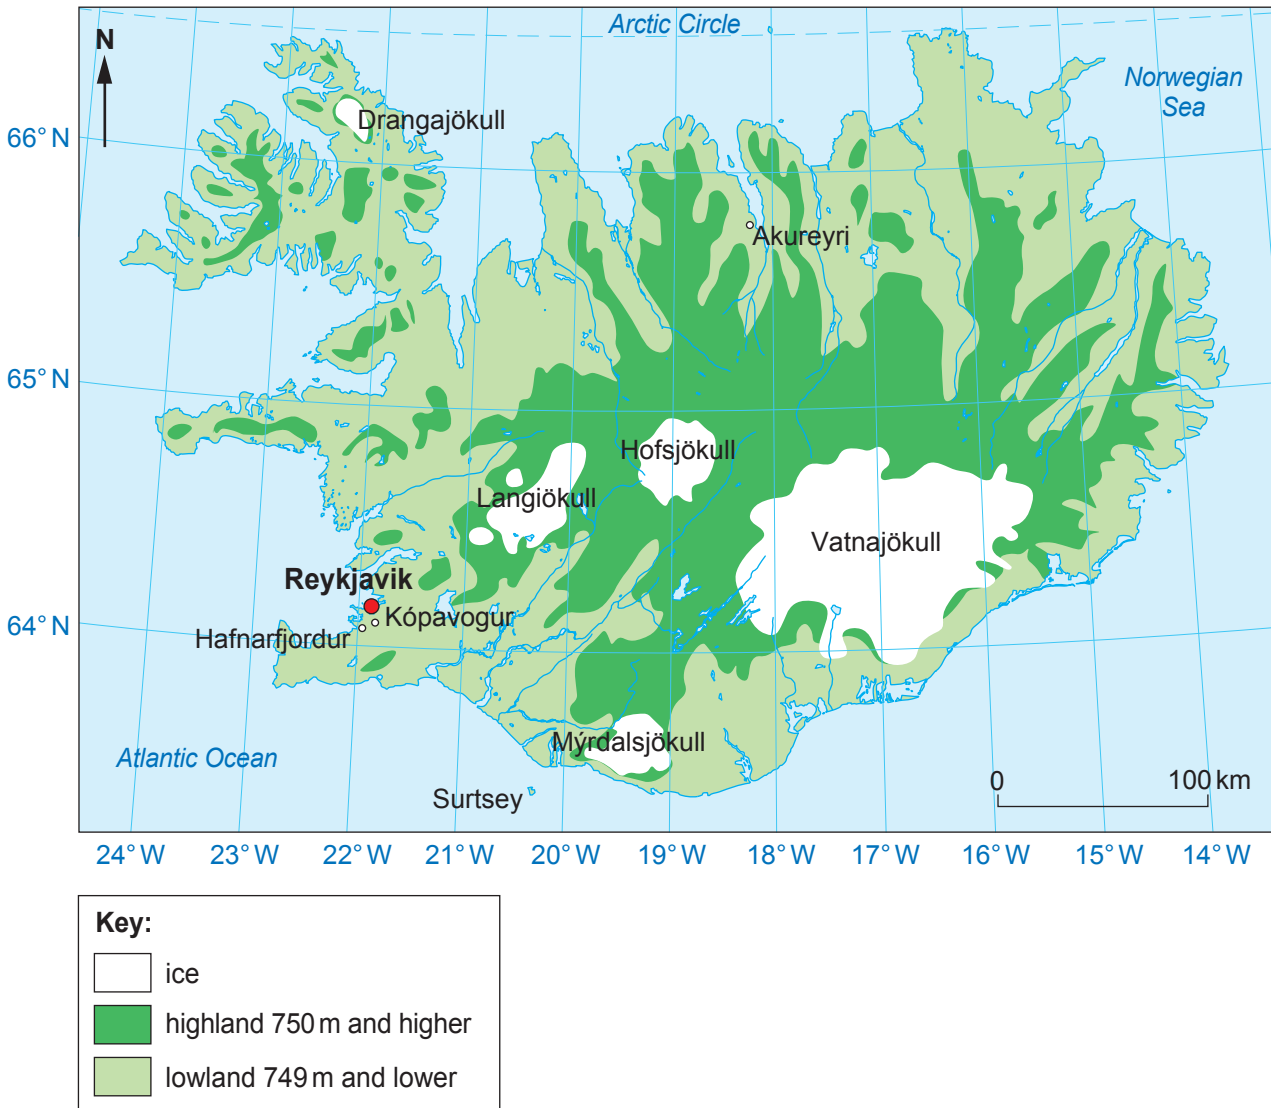 Arctic Circle
N
Norwegian
Sea
Drangajökull
66° N
Akureyri
65° N
Hofsjökull
Langiökull
Vatnajökull
Reykjavik
Kópavogur
64° N
Hafnarfjordur
Mýrdalsjökull
Atlantic Ocean
0 100 km
Surtsey
24° W 23° W 22° W 21° W 20° W 19° W 18° W 17° W 16° W 15° W 14° W
Key:
ice
highland 750 m and higher
lowland 749 m and lower